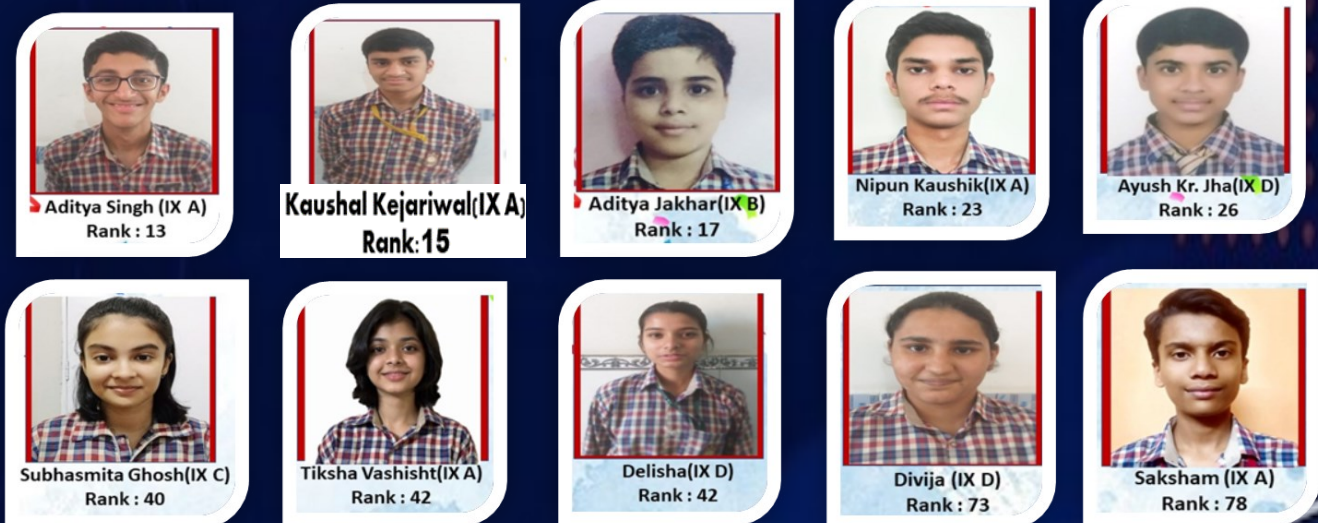 Aditya Singh (IX A)
Rank : 13
Kaushal Kejariwal(IX A)
Rank:15
Aditya Jakhar(IX B)
Rank : 17
Nipun Kaushik(IX A)
Rank : 23
Ayush Kr. Jha(IX D)
Rank : 26
Subhasmita Ghosh(IX C)
Rank : 40
Tiksha Vashisht(IX A)
Rank : 42
Delisha(IX D)
Rank : 42
Divija (IX D)
Rank : 73
Saksham (IX A)
Rank : 78